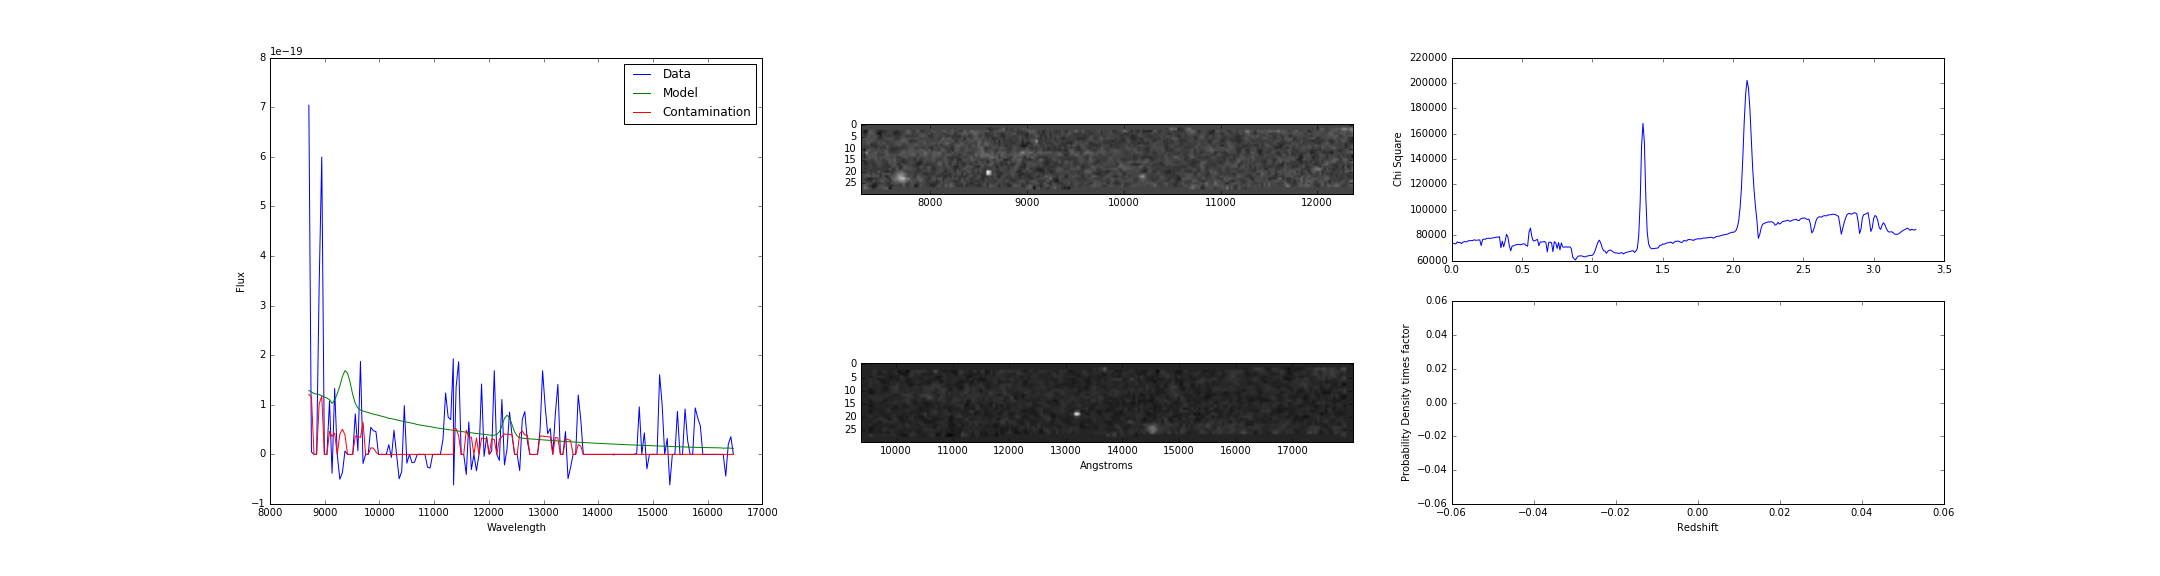 1e−19
8
7
6
5
4
3
2
1
0
−1
8000 9000 10000 11000 12000 13000 14000 15000 16000 17000
Wavelength
Flux
Data
Model
Contamination
0
5
10
15
20
25
8000 9000 10000 11000 12000
0
5
10
15
20
25
10000 11000 12000 13000 14000 15000 16000 17000
Angstroms
220000
200000
180000
160000
140000
120000
100000
80000
60000
0.0 0.5 1.0 1.5 2.0 2.5 3.0 3.5
Chi Square
0.06
0.04
0.02
0.00
−0.02
−0.04
−0.06
−0.06 −0.04 −0.02 0.00 0.02 0.04 0.06
Redshift
Probability Density times factor